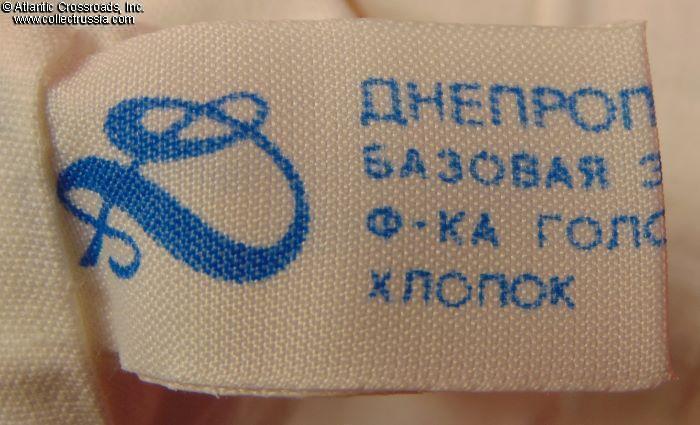 © Atlantic Crossroads, Inc.
www.collectrussia.com
ДНЕПРОП
БАЗОВАЯ Э
Ф-КА ГОЛО
ХЛОПОК